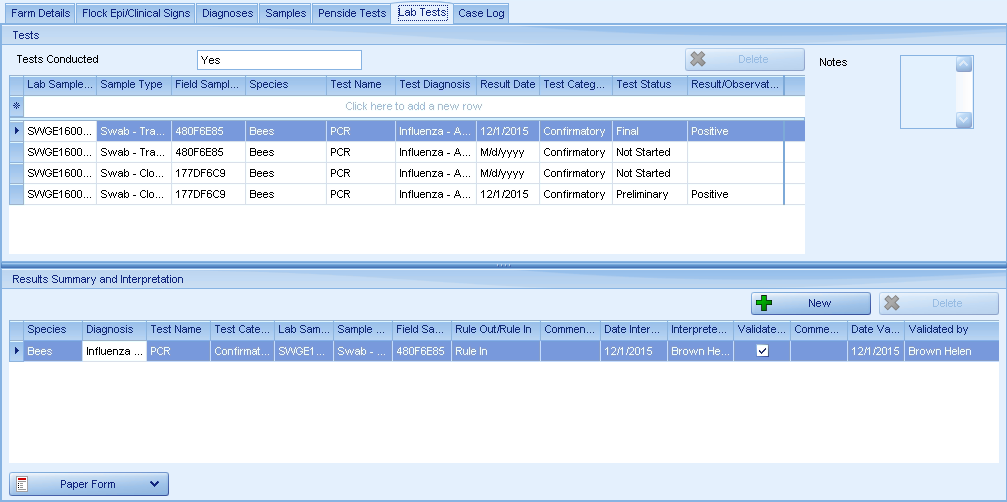 Farm Details Flock Epi/Clinical Signs Diagnoses Samples Penside Tests Lab Tests Case Log
Tests
Tests Conducted Yes Delete Notes
Lab Sample... Sample Type Field Sampl... Species Test Name Test Diagnosis Result Date Test Categ... Test Status Result/Observat...
Click here to add a new row
SWGE1600... Swab - Tra... 480F6E85 Bees PCR Influenza - A... 12/1/2015 Confirmatory Final Positive
SWGE1600... Swab - Tra... 480F6E85 Bees PCR Influenza - A... M/d/yyyy Confirmatory Not Started
SWGE1600... Swab - Clo... 177DF6C9 Bees PCR Influenza - A... M/d/yyyy Confirmatory Not Started
SWGE1600... Swab - Clo... 177DF6C9 Bees PCR Influenza - A... 12/1/2015 Confirmatory Preliminary Positive
Results Summary and Interpretation
New Delete
Species Diagnosis Test Name Test Cate... Lab Sam... Sample ... Field Sa... Rule Out/Rule In Commen... Date Inter... Interprete... Validate... Comme... Date Va... Validated by
Bees Influenza ... PCR Confirmat... SWGE1... Swab - ... 480F6E85 Rule In 12/1/2015 Brown He... 12/1/2015 Brown Helen
Paper Form